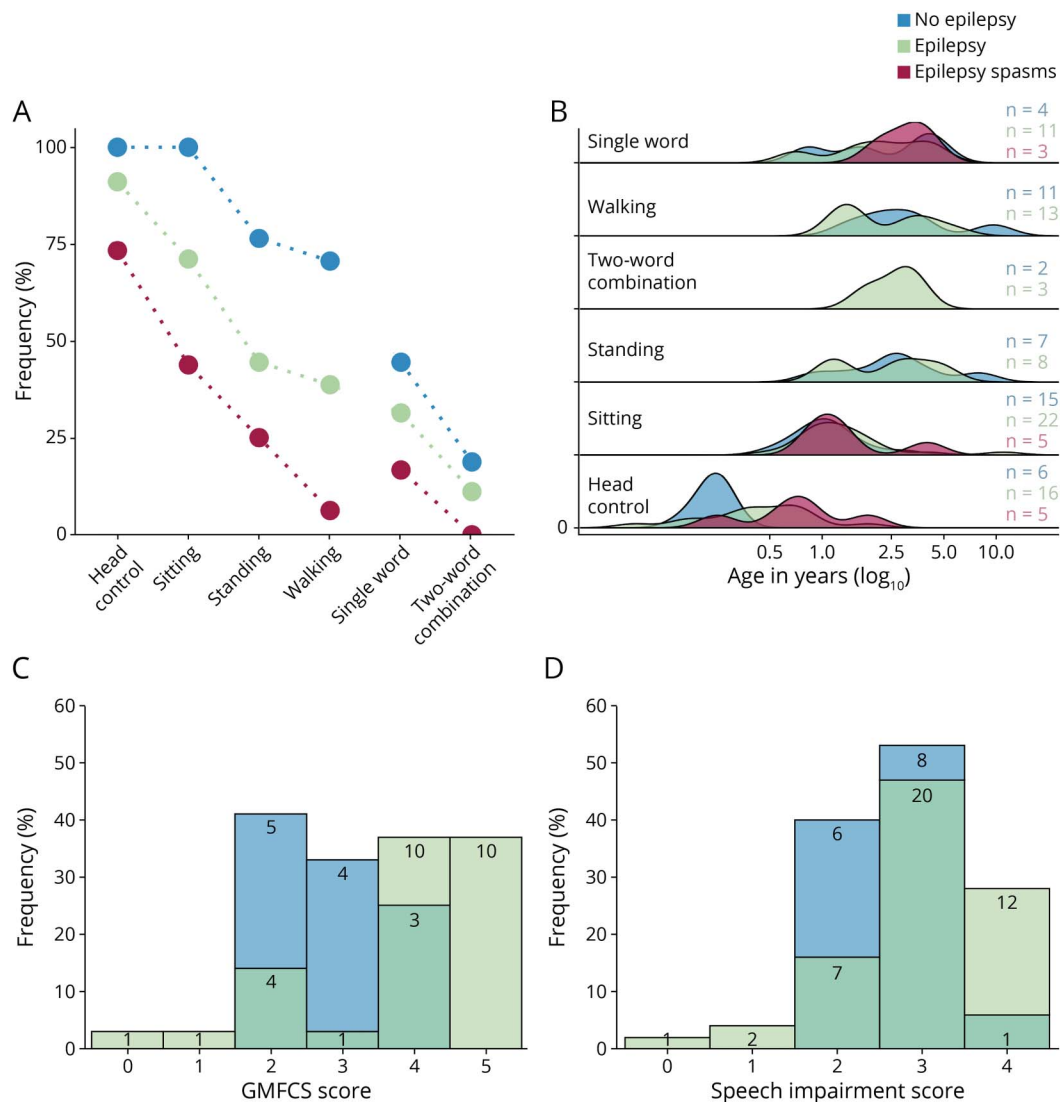 No epilepsy
Epilepsy
Epilepsy spasms
A
Frequency (%)
100
75
50
25
0
Head
control
Sitting
Standing
Walking
Single word
Two-word
combination
B
Single word
n = 4
n = 11
n = 3
Walking
n = 11
n = 13
Two-word
combination
n = 2
n = 3
Standing
n = 7
n = 8
Sitting
n = 15
n = 22
n = 5
Head
control
n = 6
n = 16
n = 5
0
0.5 1.0 2.5 5.0 10.0
Age in years (log10)
C
Frequency (%)
60
50
40
30
20
10
0
1
1
5
4
4
1
10
3
10
0 1 2 3 4 5
GMFCS score
D
Frequency (%)
60
50
40
30
20
10
0
1
2
6
7
8
20
12
1
0 1 2 3 4
Speech impairment score